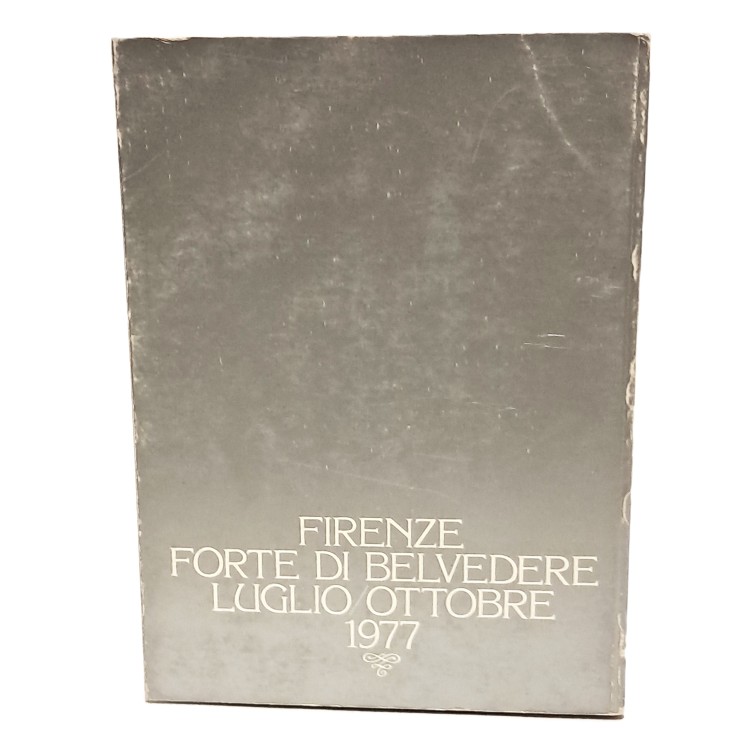 FIRENZE
FORTE DI BELVEDERE
LUGLIO/OTTOBRE
1977